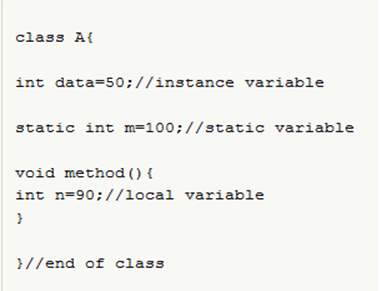 class A{
int data=50;//instance variable
static int m=100;//static variable
void method(){
int n=90;//local variable
}
}//end of class